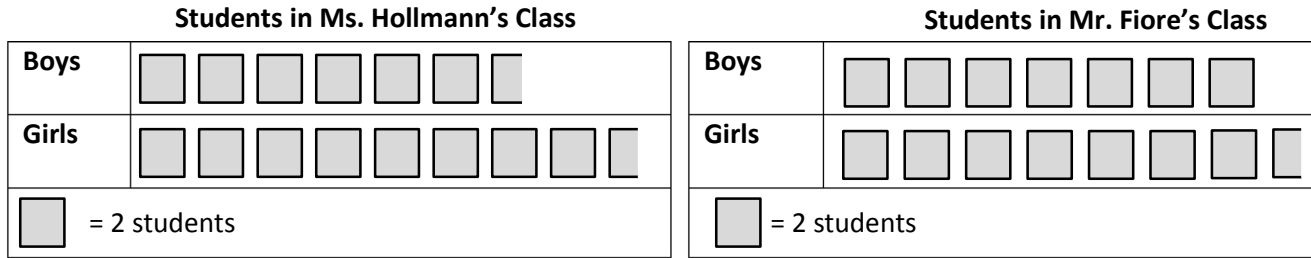 Students in Ms. Hollmann’s Class
Boys
Girls
= 2 students
Students in Mr. Fiore’s Class
Boys
Girls
= 2 students